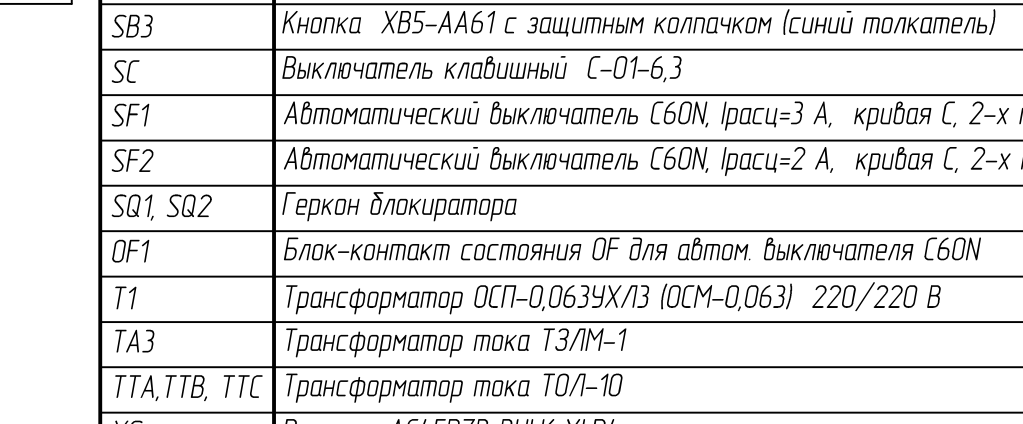 SB3 Кнопка XB5-AA61 с защитным колпачком (синий толкатель)
SC Выключатель клавишный С-01-6,3
SF1 Автоматический выключатель C60N, Iрасц=3 А, кривая С, 2-х
SF2 Автоматический выключатель C60N, Iрасц=2 А, кривая С, 2-х
SQ1, SQ2 Геркон блокиратора
OF1 Блок-контакт состояния OF для автом. выключателя C60N
T1 Трансформатор ОСП-0,063УХЛ3 (ОСМ-0,063) 220/220 В
TA3 Трансформатор тока ТЗЛМ-1
TTA,TTB, TTC Трансформатор тока ТОЛ-10